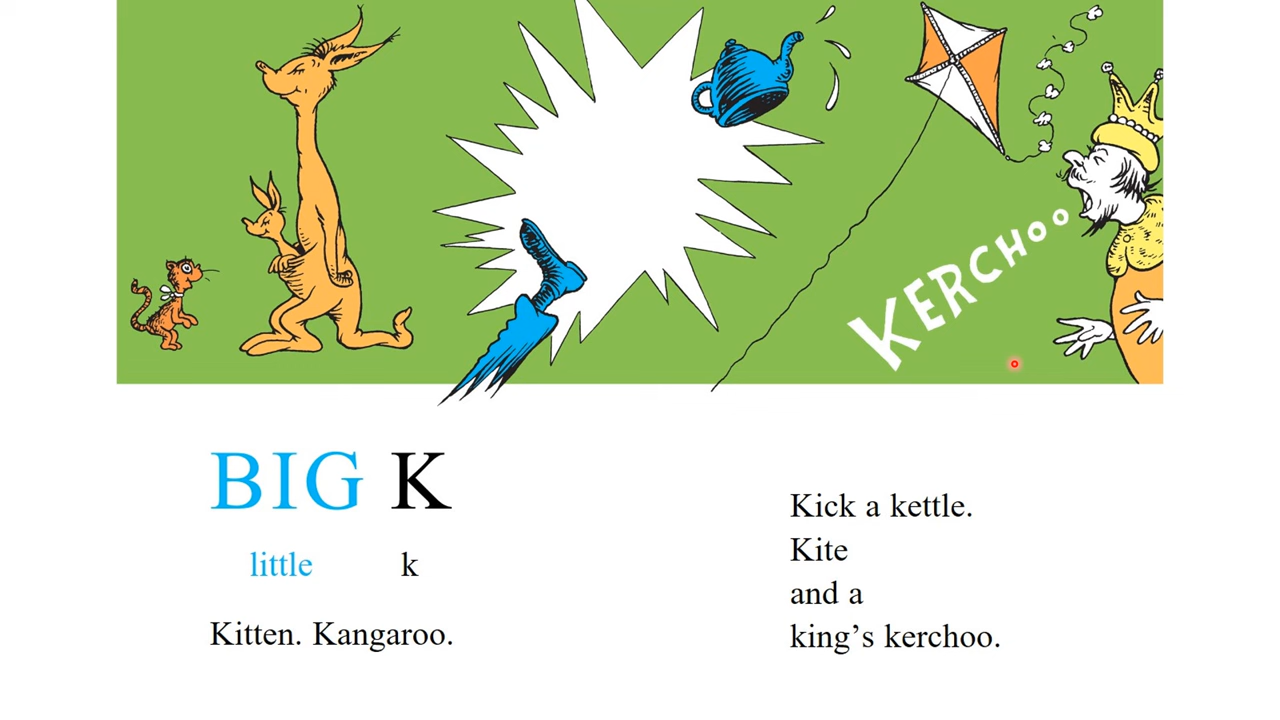 KERCHOO
BIG K
little k
Kitten. Kangaroo.
Kick a kettle.
Kite
and a
king’s kerchoo.